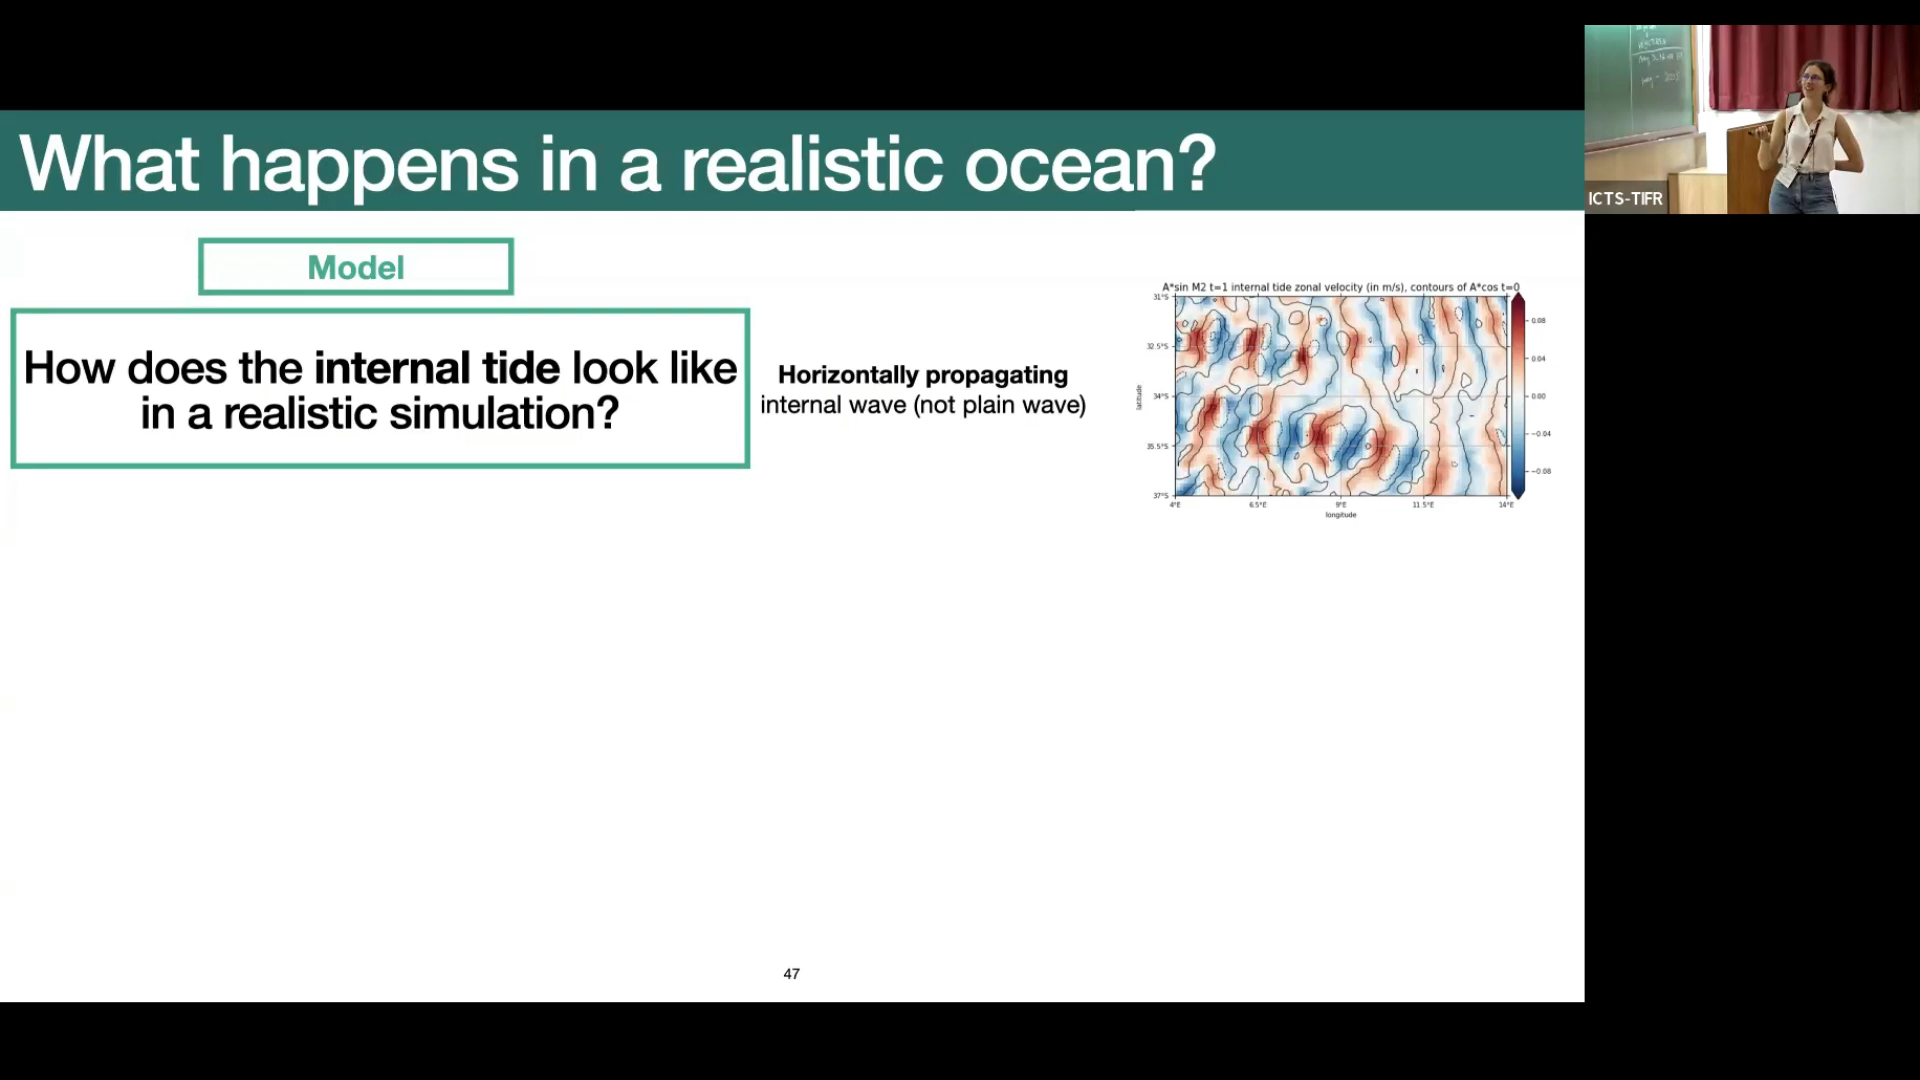 What happens in a realistic ocean?
ICTS-TIFR
Model
How does the internal tide look like
in a realistic simulation?
Horizontally propagating
internal wave (not plain wave)
A*sin M2 t=1 internal tide zonal velocity (in m/s), contours of A*cos t=0
31°S
32.5°S
34°S
35.5°S
37°S
latitude
4°E
6.5°E
9°E
11.5°E
14°E
longitude
0.08
0.04
0.00
−0.04
−0.08
47